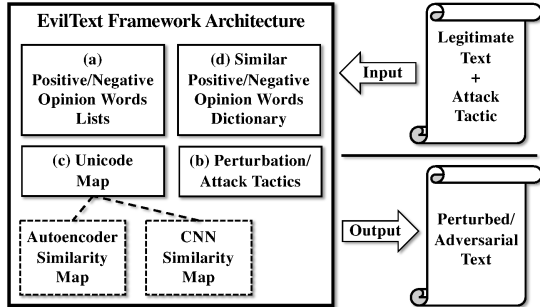 EvilText Framework Architecture
(a)
Positive/Negative
Opinion Words
Lists
(d) Similar
Positive/Negative
Opinion Words
Dictionary
(c) Unicode
Map
(b) Perturbation/
Attack Tactics
Autoencoder
Similarity
Map
CNN
Similarity
Map
Input
Legitimate
Text
+
Attack
Tactic
Output
Perturbed/
Adversarial
Text